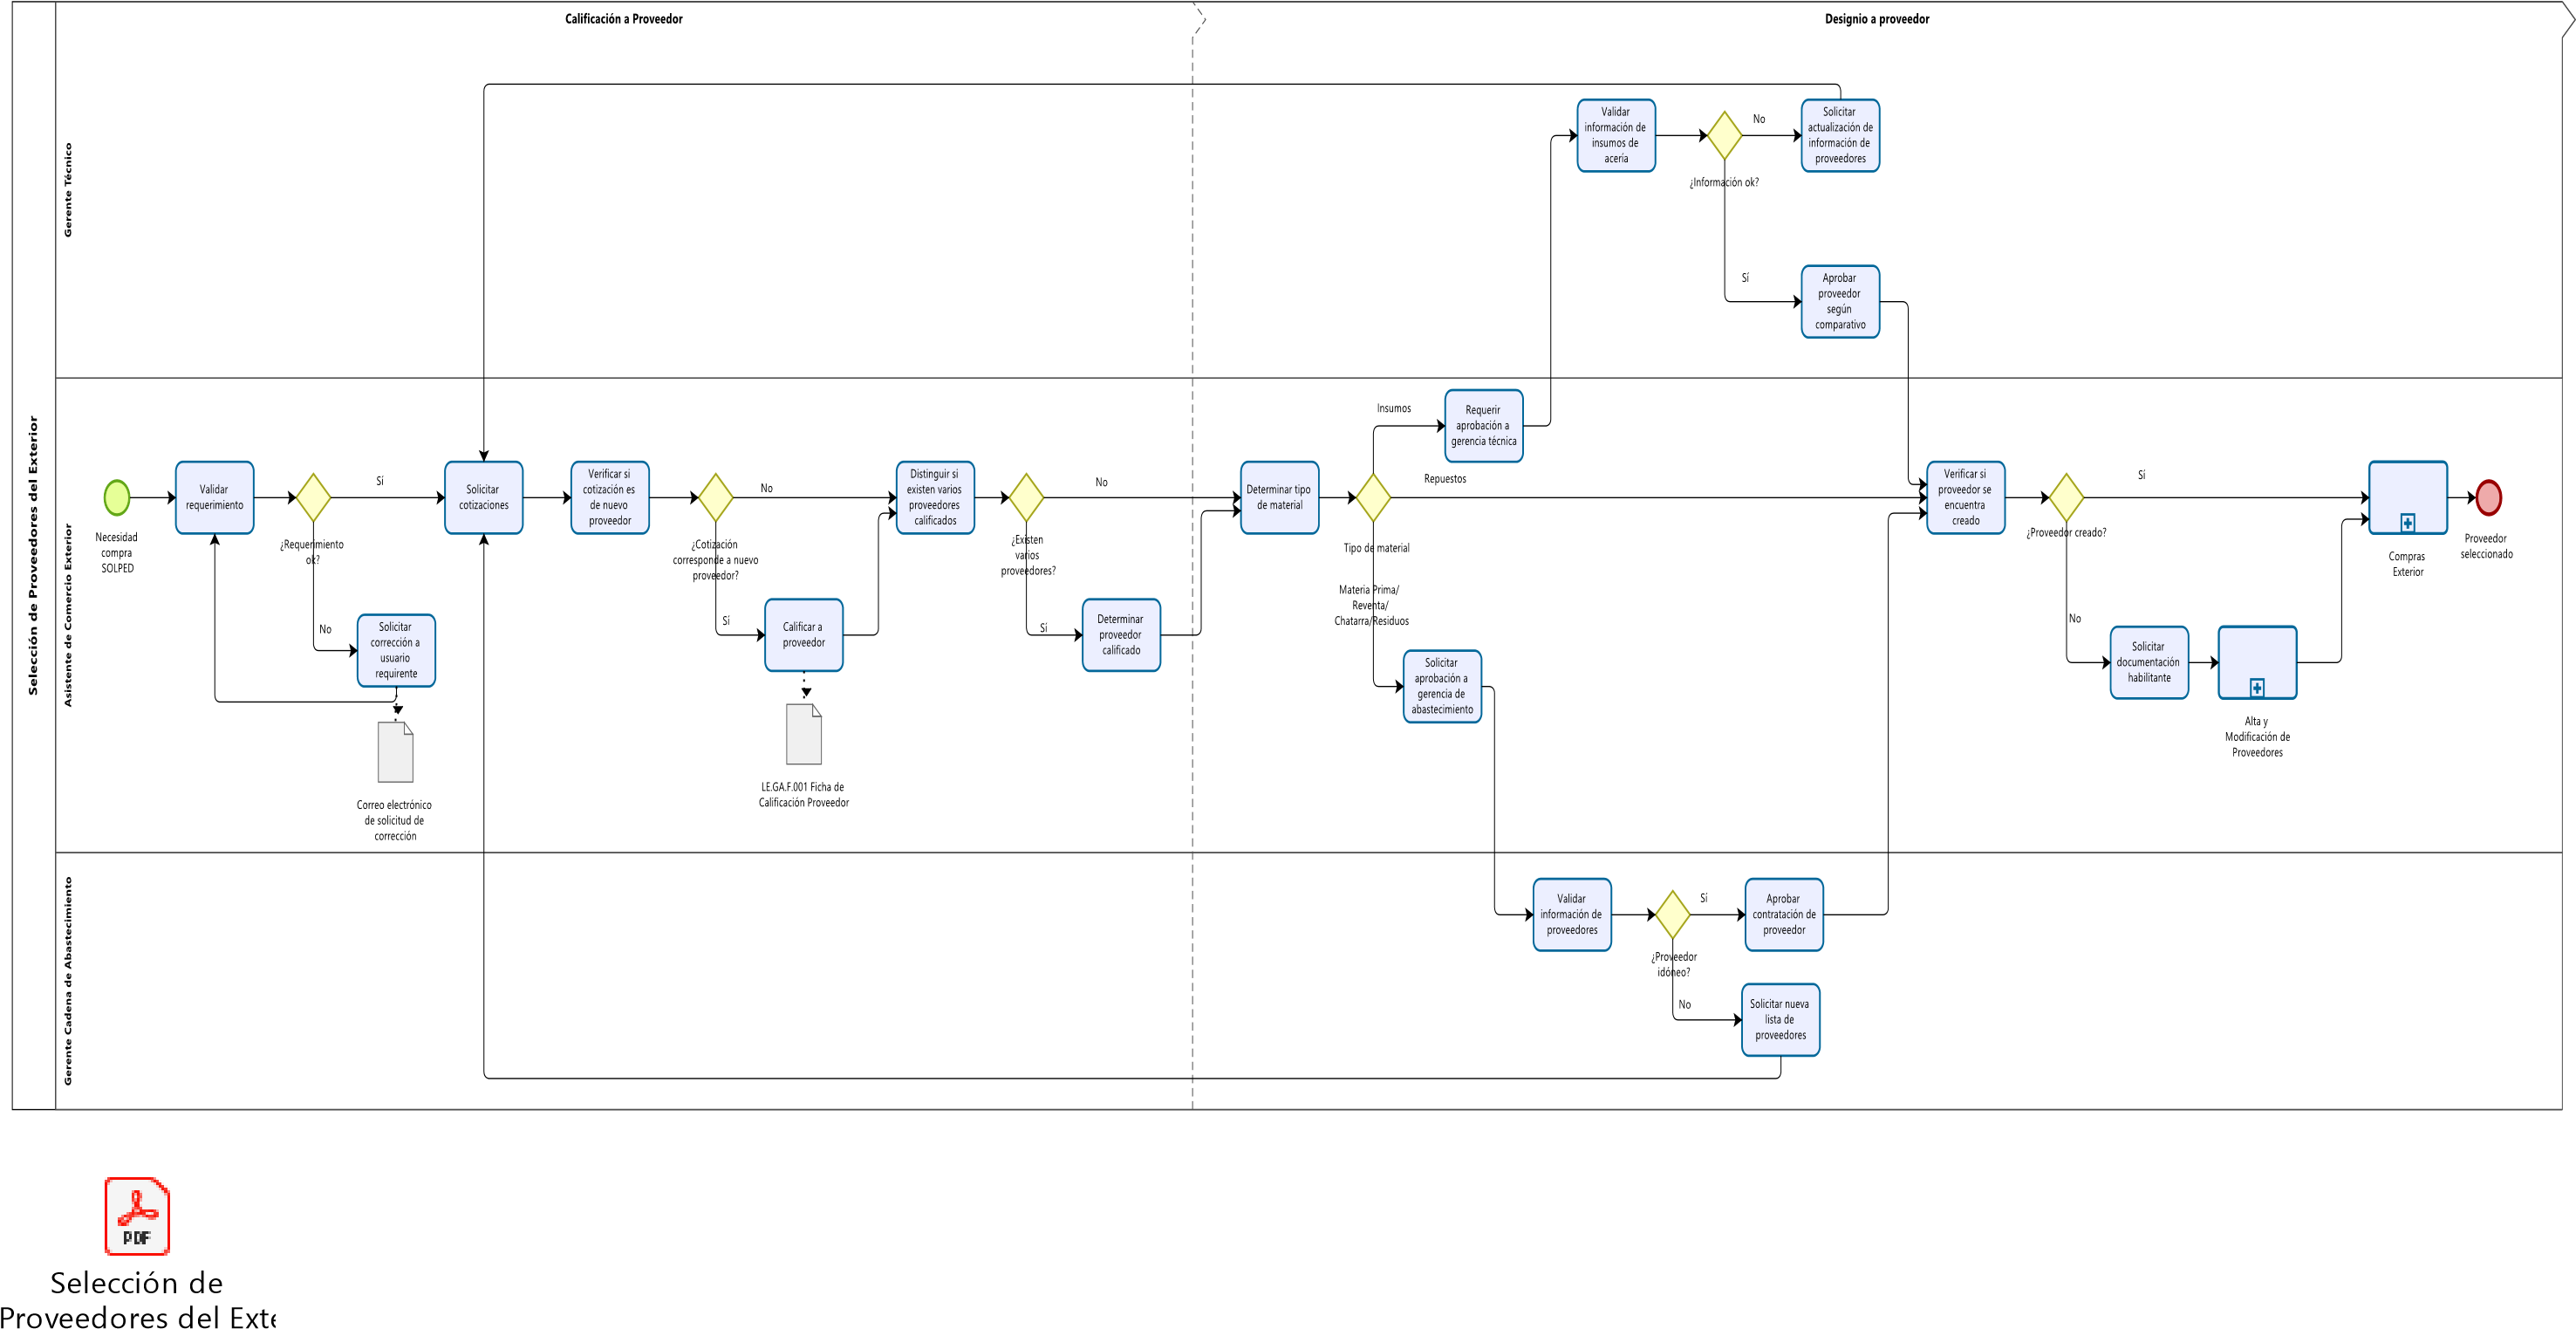 Calificación a Proveedor
Designio a proveedor
Selección de Proveedores del Exterior
Gerente Técnico
Validar
información de
insumos de
acería
No
¿Información ok?
Solicitar
actualización de
información de
proveedores
Sí
Aprobar
proveedor
según
comparativo
Asistente de Comercio Exterior
Necesidad
compra
SOLPED
Validar
requerimiento
¿Requerimiento
ok?
Sí
No
Solicitar
corrección a
usuario
requirente
Correo electrónico
de solicitud de
corrección
Solicitar
cotizaciones
Verificar si
cotización es
de nuevo
proveedor
¿Cotización
corresponde a nuevo
proveedor?
No
Sí
Calificar a
proveedor
LE.GA.F.001 Ficha de
Calificación Proveedor
Distinguir si
existen varios
proveedores
calificados
¿Existen
varios
proveedores?
No
Sí
Determinar
proveedor
calificado
Determinar tipo
de material
Tipo de material
Insumos
Requerir
aprobación a
gerencia técnica
Repuestos
Materia Prima/
Reventa/
Chatarra/Residuos
Solicitar
aprobación a
gerencia de
abastecimiento
Verificar si
proveedor se
encuentra
creado
¿Proveedor creado?
Sí
No
Solicitar
documentación
habilitante
Alta y
Modificación de
Proveedores
Compras
Exterior
Proveedor
seleccionado
Gerente Cadena de Abastecimiento
Validar
información de
proveedores
¿Proveedor
idóneo?
Sí
Aprobar
contratación de
proveedor
No
Solicitar nueva
lista de
proveedores
PDF
Selección de
Proveedores del Exte